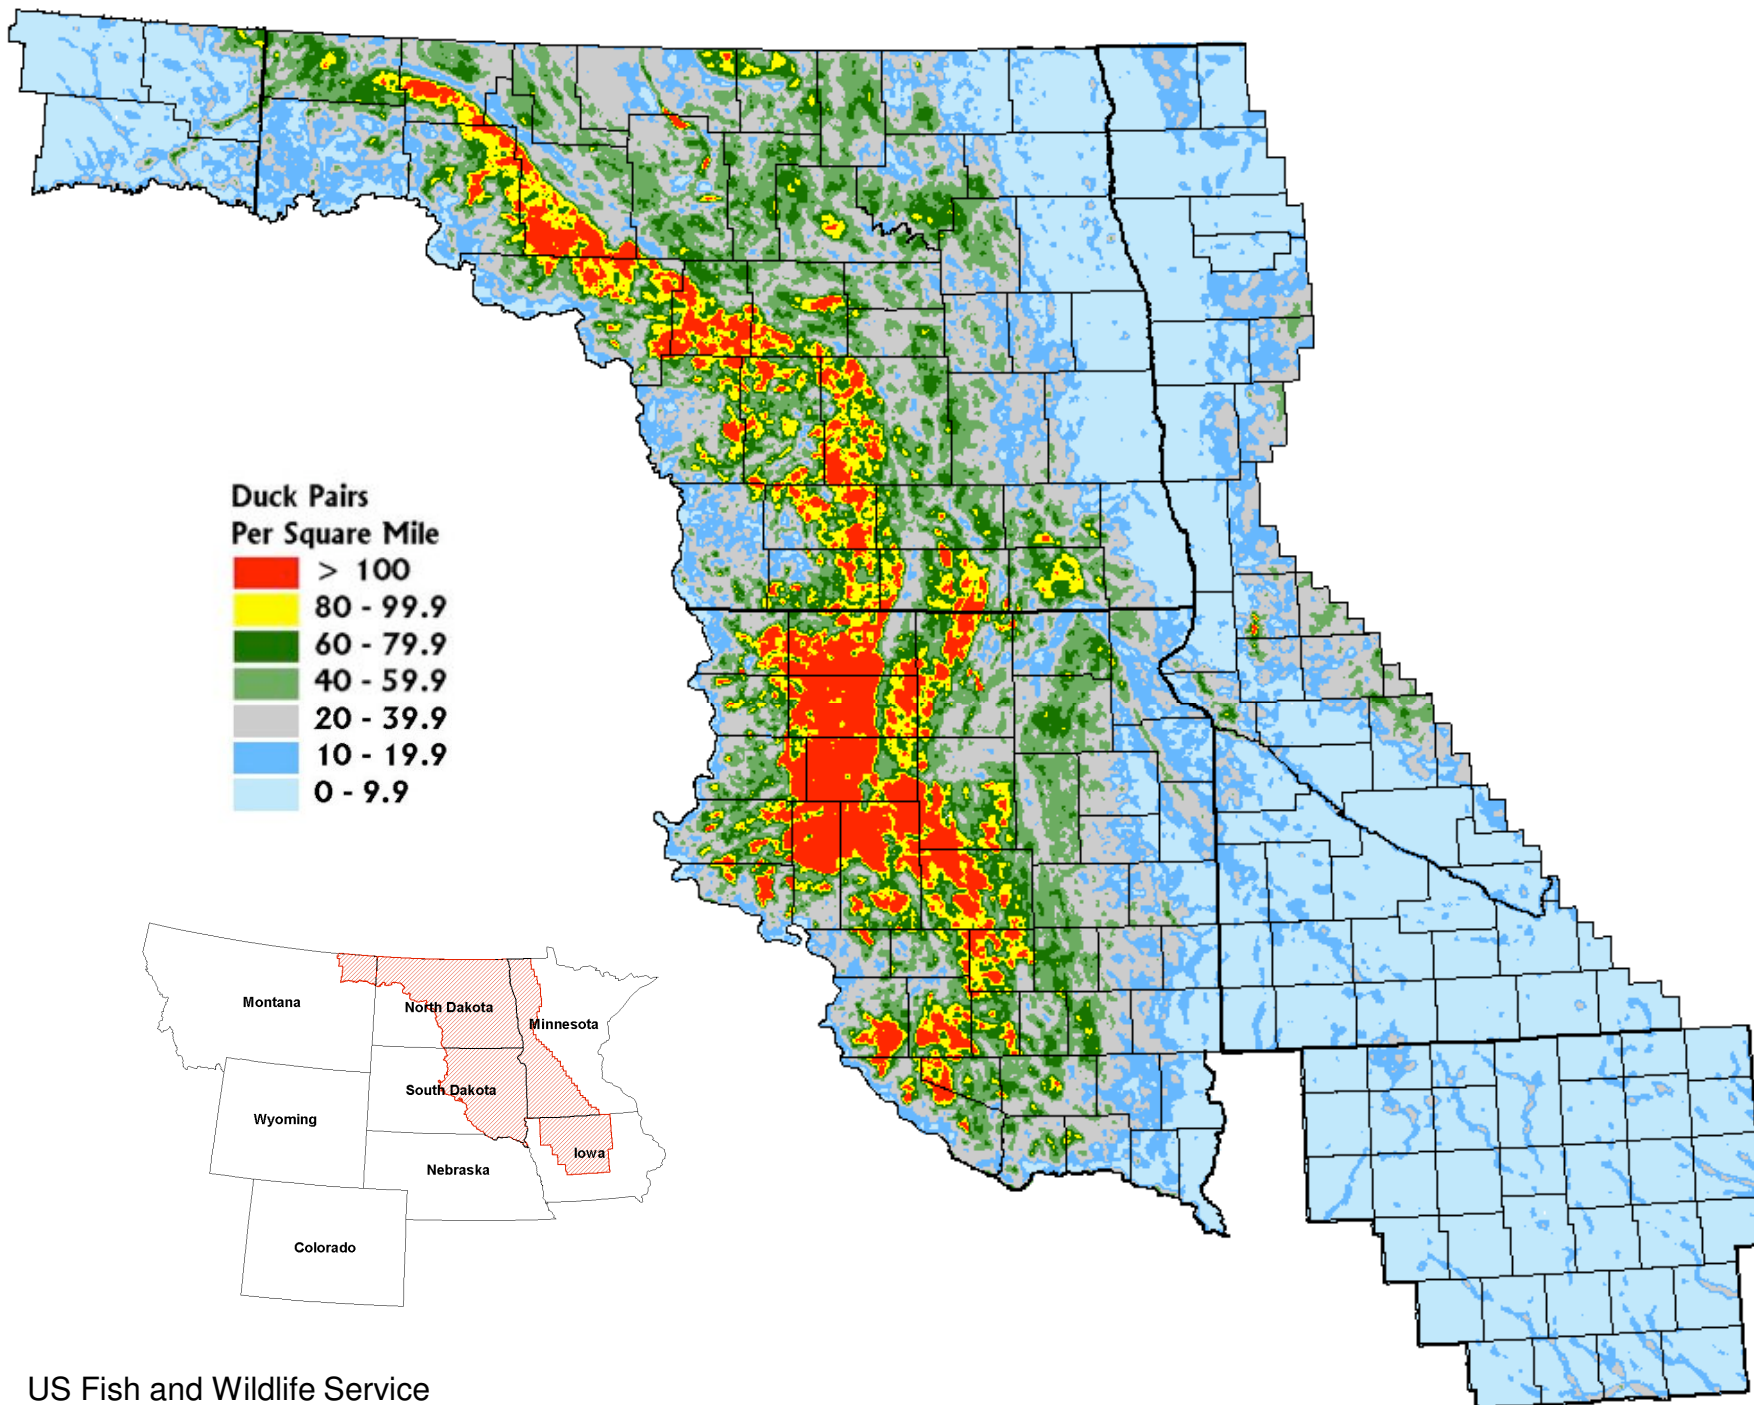 Duck Pairs
Per Square Mile
> 100
80 - 99.9
60 - 79.9
40 - 59.9
20 - 39.9
10 - 19.9
0 - 9.9
Montana
North Dakota
Minnesota
South Dakota
Wyoming
Iowa
Nebraska
Colorado
US Fish and Wildlife Service